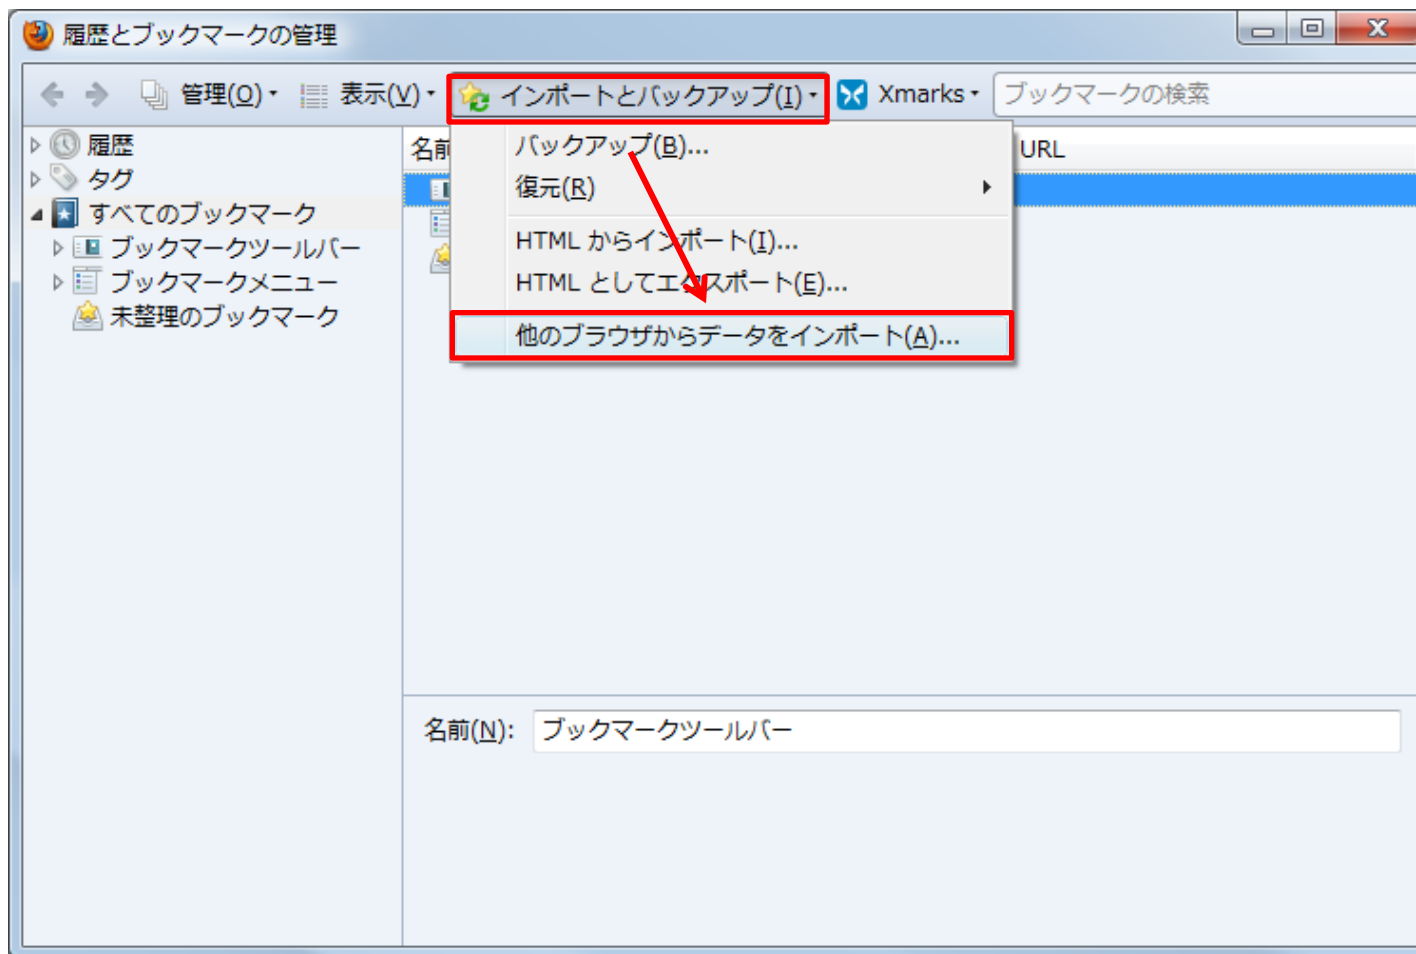 履歴とブックマークの管理
管理(O) 表示(V) インポートとバックアップ(I) Xmarks ブックマークの検索
履歴
タグ
すべてのブックマーク
ブックマークツールバー
ブックマークメニュー
未整理のブックマーク
名前 URL
バックアップ(B)...
復元(R)
HTML からインポート(I)...
HTML としてエクスポート(E)...
他のブラウザからデータをインポート(A)...
名前(N): ブックマークツールバー